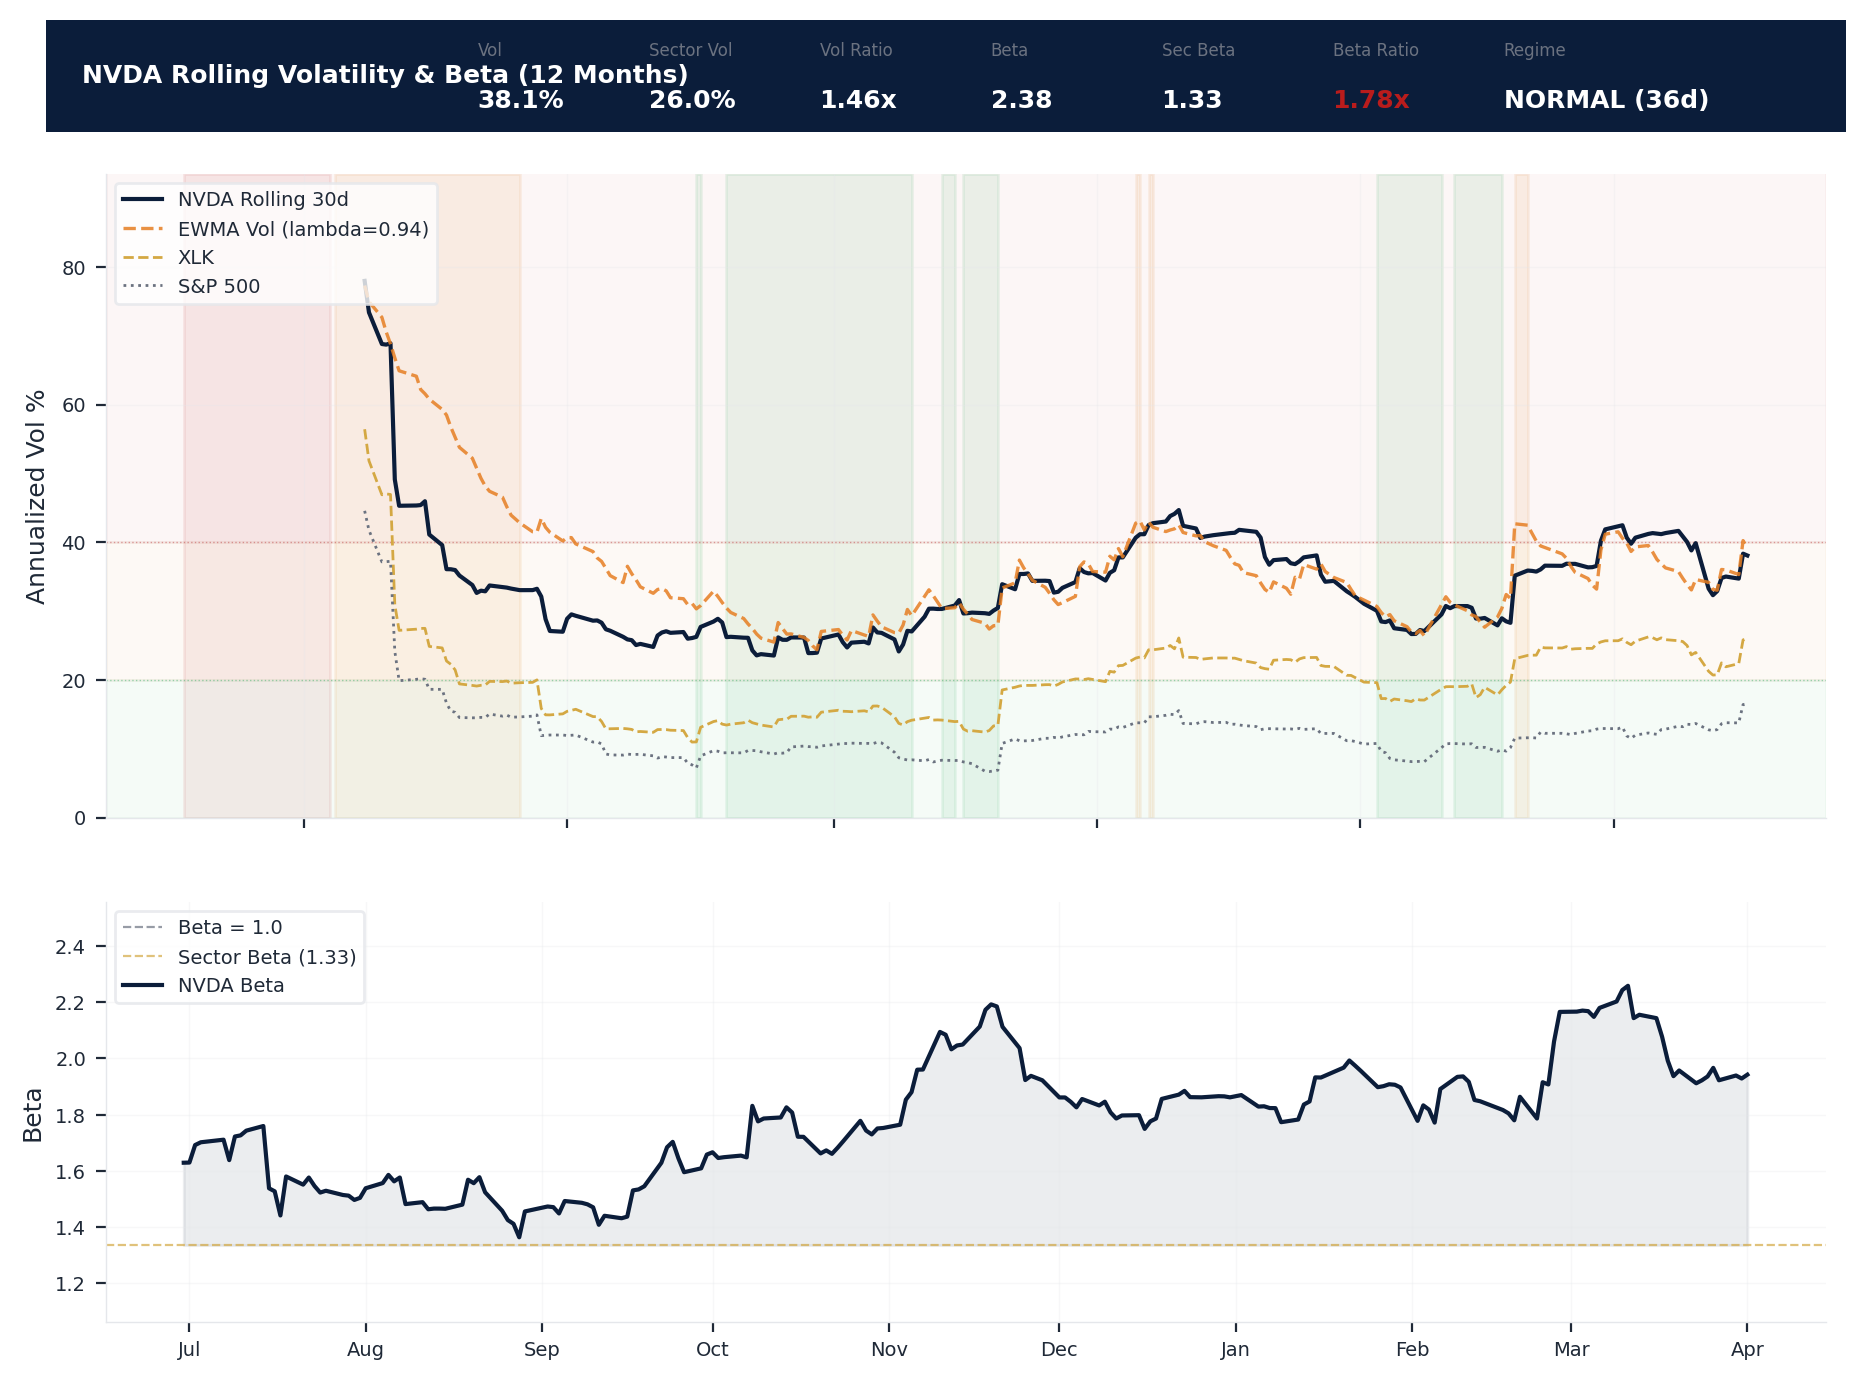 NVDA Rolling Volatility & Beta (12 Months)
Vol
38.1%
Sector Vol
26.0%
Vol Ratio
1.46x
Beta
2.38
Sec Beta
1.33
Beta Ratio
1.78x
Regime
NORMAL (36d)
NVDA Rolling 30d
EWMA Vol (lambda=0.94)
XLK
S&P 500
Annualized Vol %
80
60
40
20
0
Beta = 1.0
Sector Beta (1.33)
NVDA Beta
Beta
2.4
2.2
2.0
1.8
1.6
1.4
1.2
Jul Aug Sep Oct Nov Dec Jan Feb Mar Apr